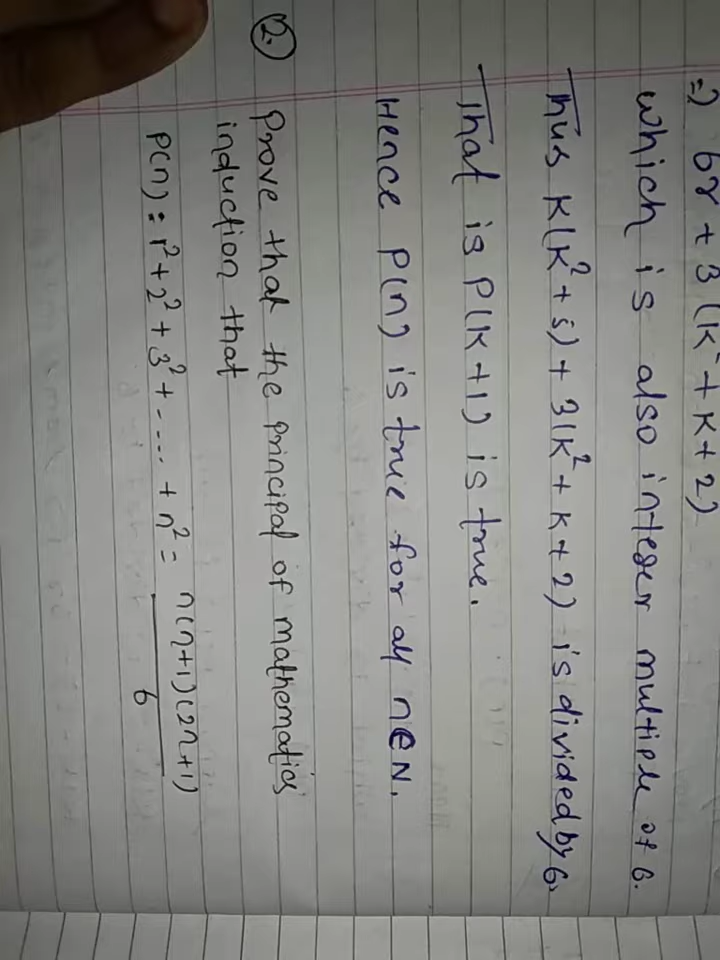 =) 6r + 3 (K² + K + 2)
which is also integer multiple of 6.
Thus K(K² + 5) + 3(K² + K + 2) is divided by 6.
That is P(K+1) is true.
Hence P(n) is true for all n∈N.
2. Prove that the principal of mathematics
induction that
P(n) = 1² + 2² + 3² + .... + n² = n(n+1)(2n+1)
6